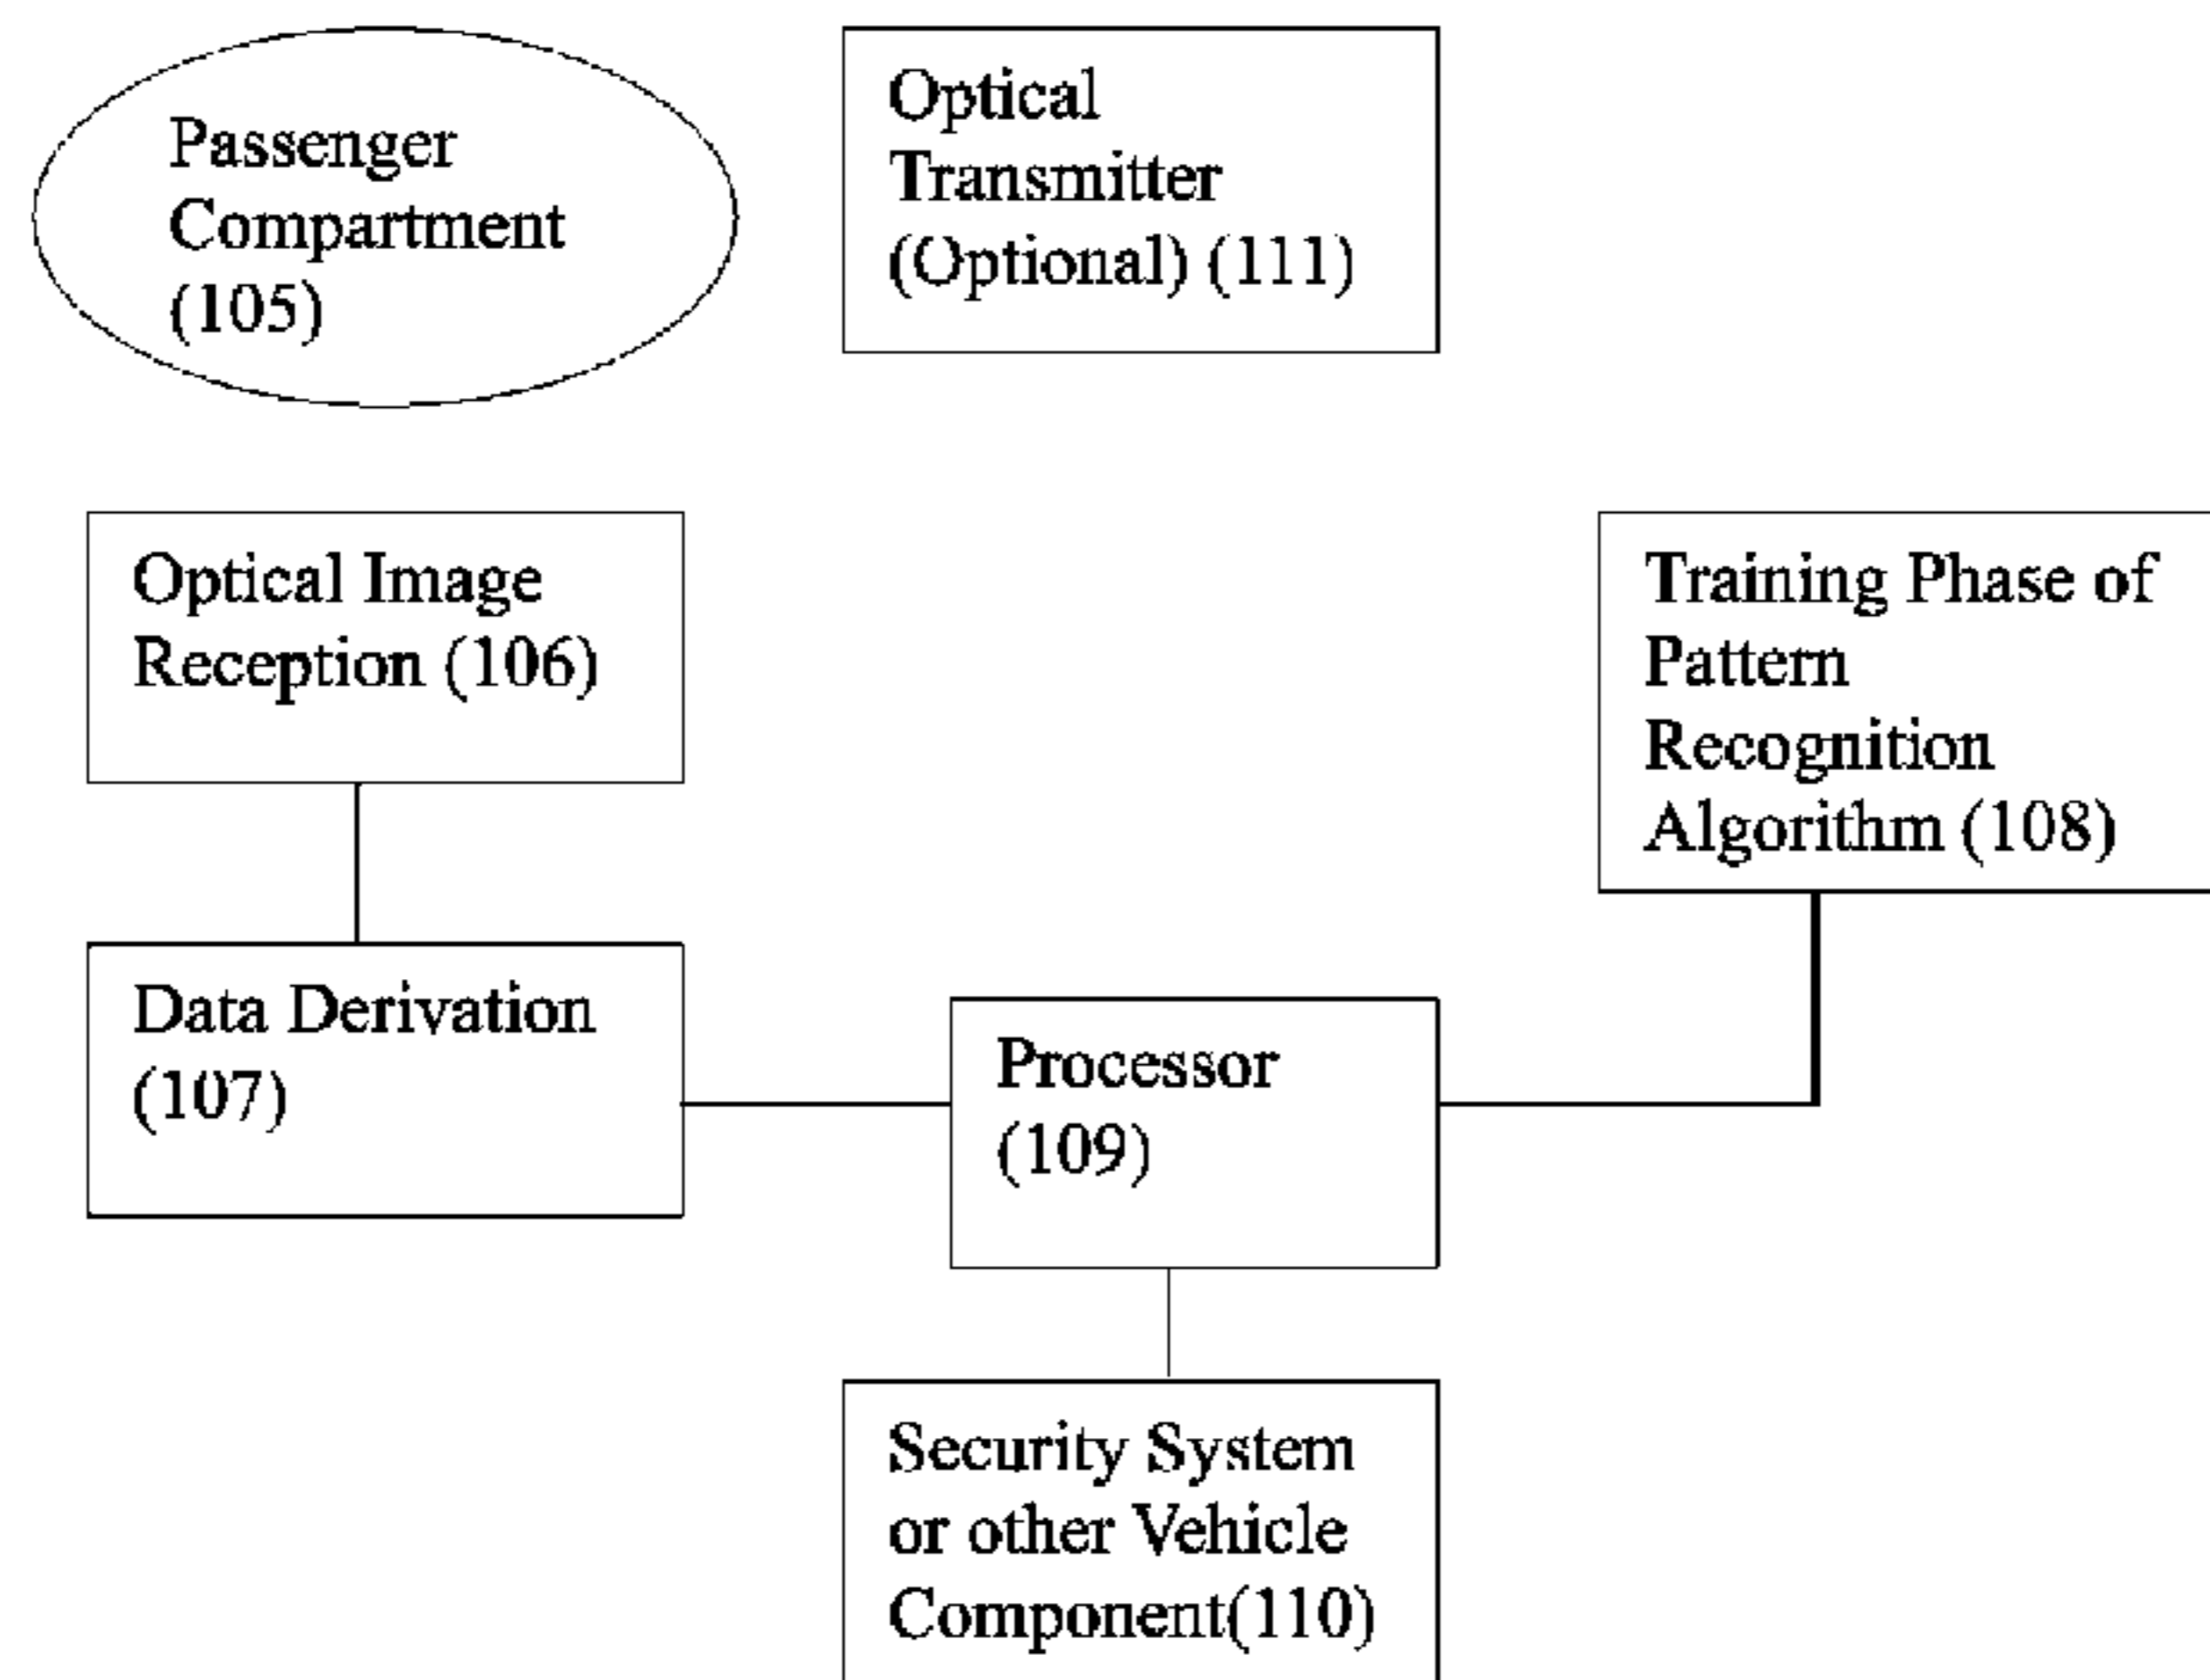 Passenger
Compartment
(105)
Optical
Transmitter
(Optional) (111)
Optical Image
Reception (106)
Training Phase of
Pattern
Recognition
Algorithm (108)
Data Derivation
(107)
Processor
(109)
Security System
or other Vehicle
Component(110)